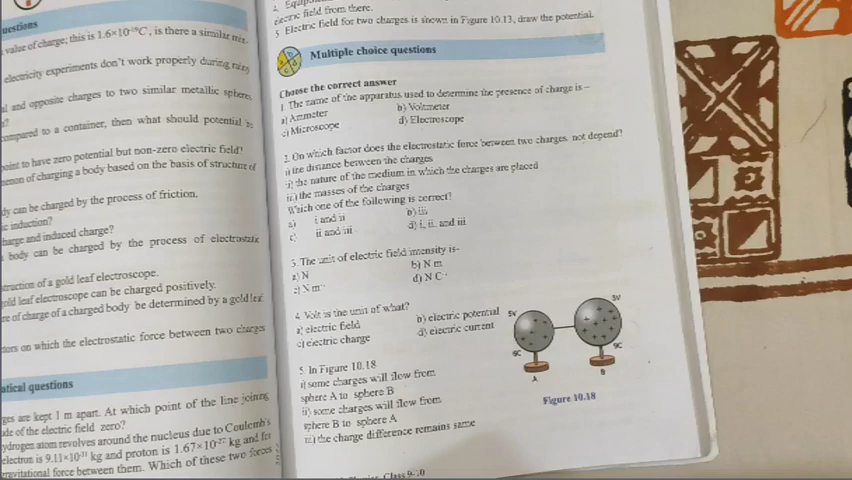 uestions
value of charge; this is 1.6×10⁻¹⁹C, is there a similar
electricity experiments don't work properly during rainy
al and opposite charges to two similar metallic spheres
compared to a container, then what should potential be
point to have zero potential but non-zero electric field?
menon of charging a body based on the basis of structure of
dy can be charged by the process of friction.
ic induction?
charge and induced charge?
body can be charged by the process of electrostatic
struction of a gold leaf electroscope.
old leaf electroscope can be charged positively.
re of charge of a charged body be determined by a gold leaf
tors on which the electrostatic force between two charges
atical questions
ges are kept 1 m apart. At which point of the line joining
ude of the electric field zero?
ydrogen atom revolves around the nucleus due to Coulomb's
electron is 9.11×10⁻³¹ kg and proton is 1.67×10⁻²⁷ kg and for
gravitational force between them. Which of these two forces
electric field from there.
5 Electric field for two charges is shown in Figure 10.13, draw the potential.
Multiple choice questions
Choose the correct answer
1. The name of the apparatus used to determine the presence of charge is –
a) Ammeter b) Voltmeter
c) Microscope d) Electroscope
2. On which factor does the electrostatic force between two charges, not depend?
i) the distance between the charges
ii) the nature of the medium in which the charges are placed
iii) the masses of the charges
Which one of the following is correct?
a) i and ii b) iii
c) ii and iii d) i, ii, and iii
3. The unit of electric field intensity is-
a) N b) N m
c) N m⁻¹ d) N C⁻¹
4. Volt is the unit of what?
a) electric field b) electric potential
c) electric charge d) electric current
5. In Figure 10.18
i) some charges will flow from
sphere A to sphere B
ii) some charges will flow from
sphere B to sphere A
iii) the charge difference remains same
5V
3V
6C
9C
A
B
Figure 10.18
Class 9-10